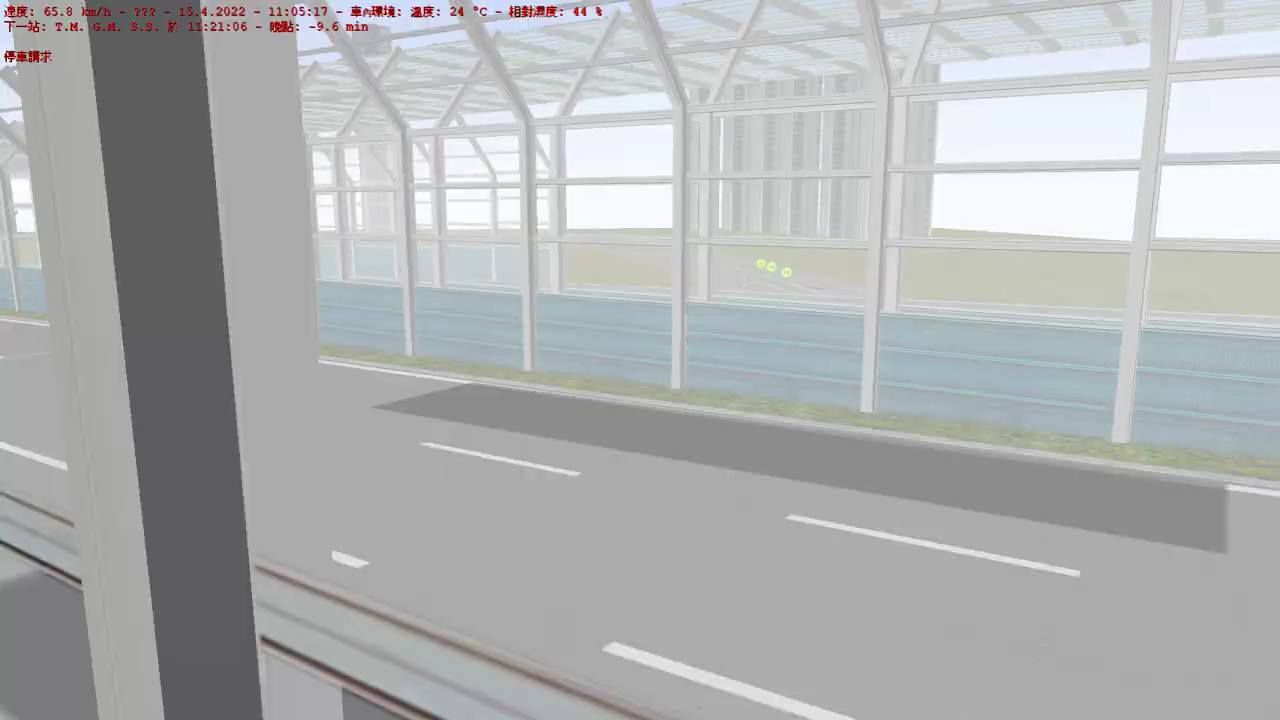 速度: 65.8 km/h - ??? - 15.4.2022 - 11:05:17 - 車內環境: 溫度: 24 °C - 相對濕度: 44 %
下一站: T.M. G.M. S.S. 於 11:21:06 - 晚點: -9.6 min
停車請求